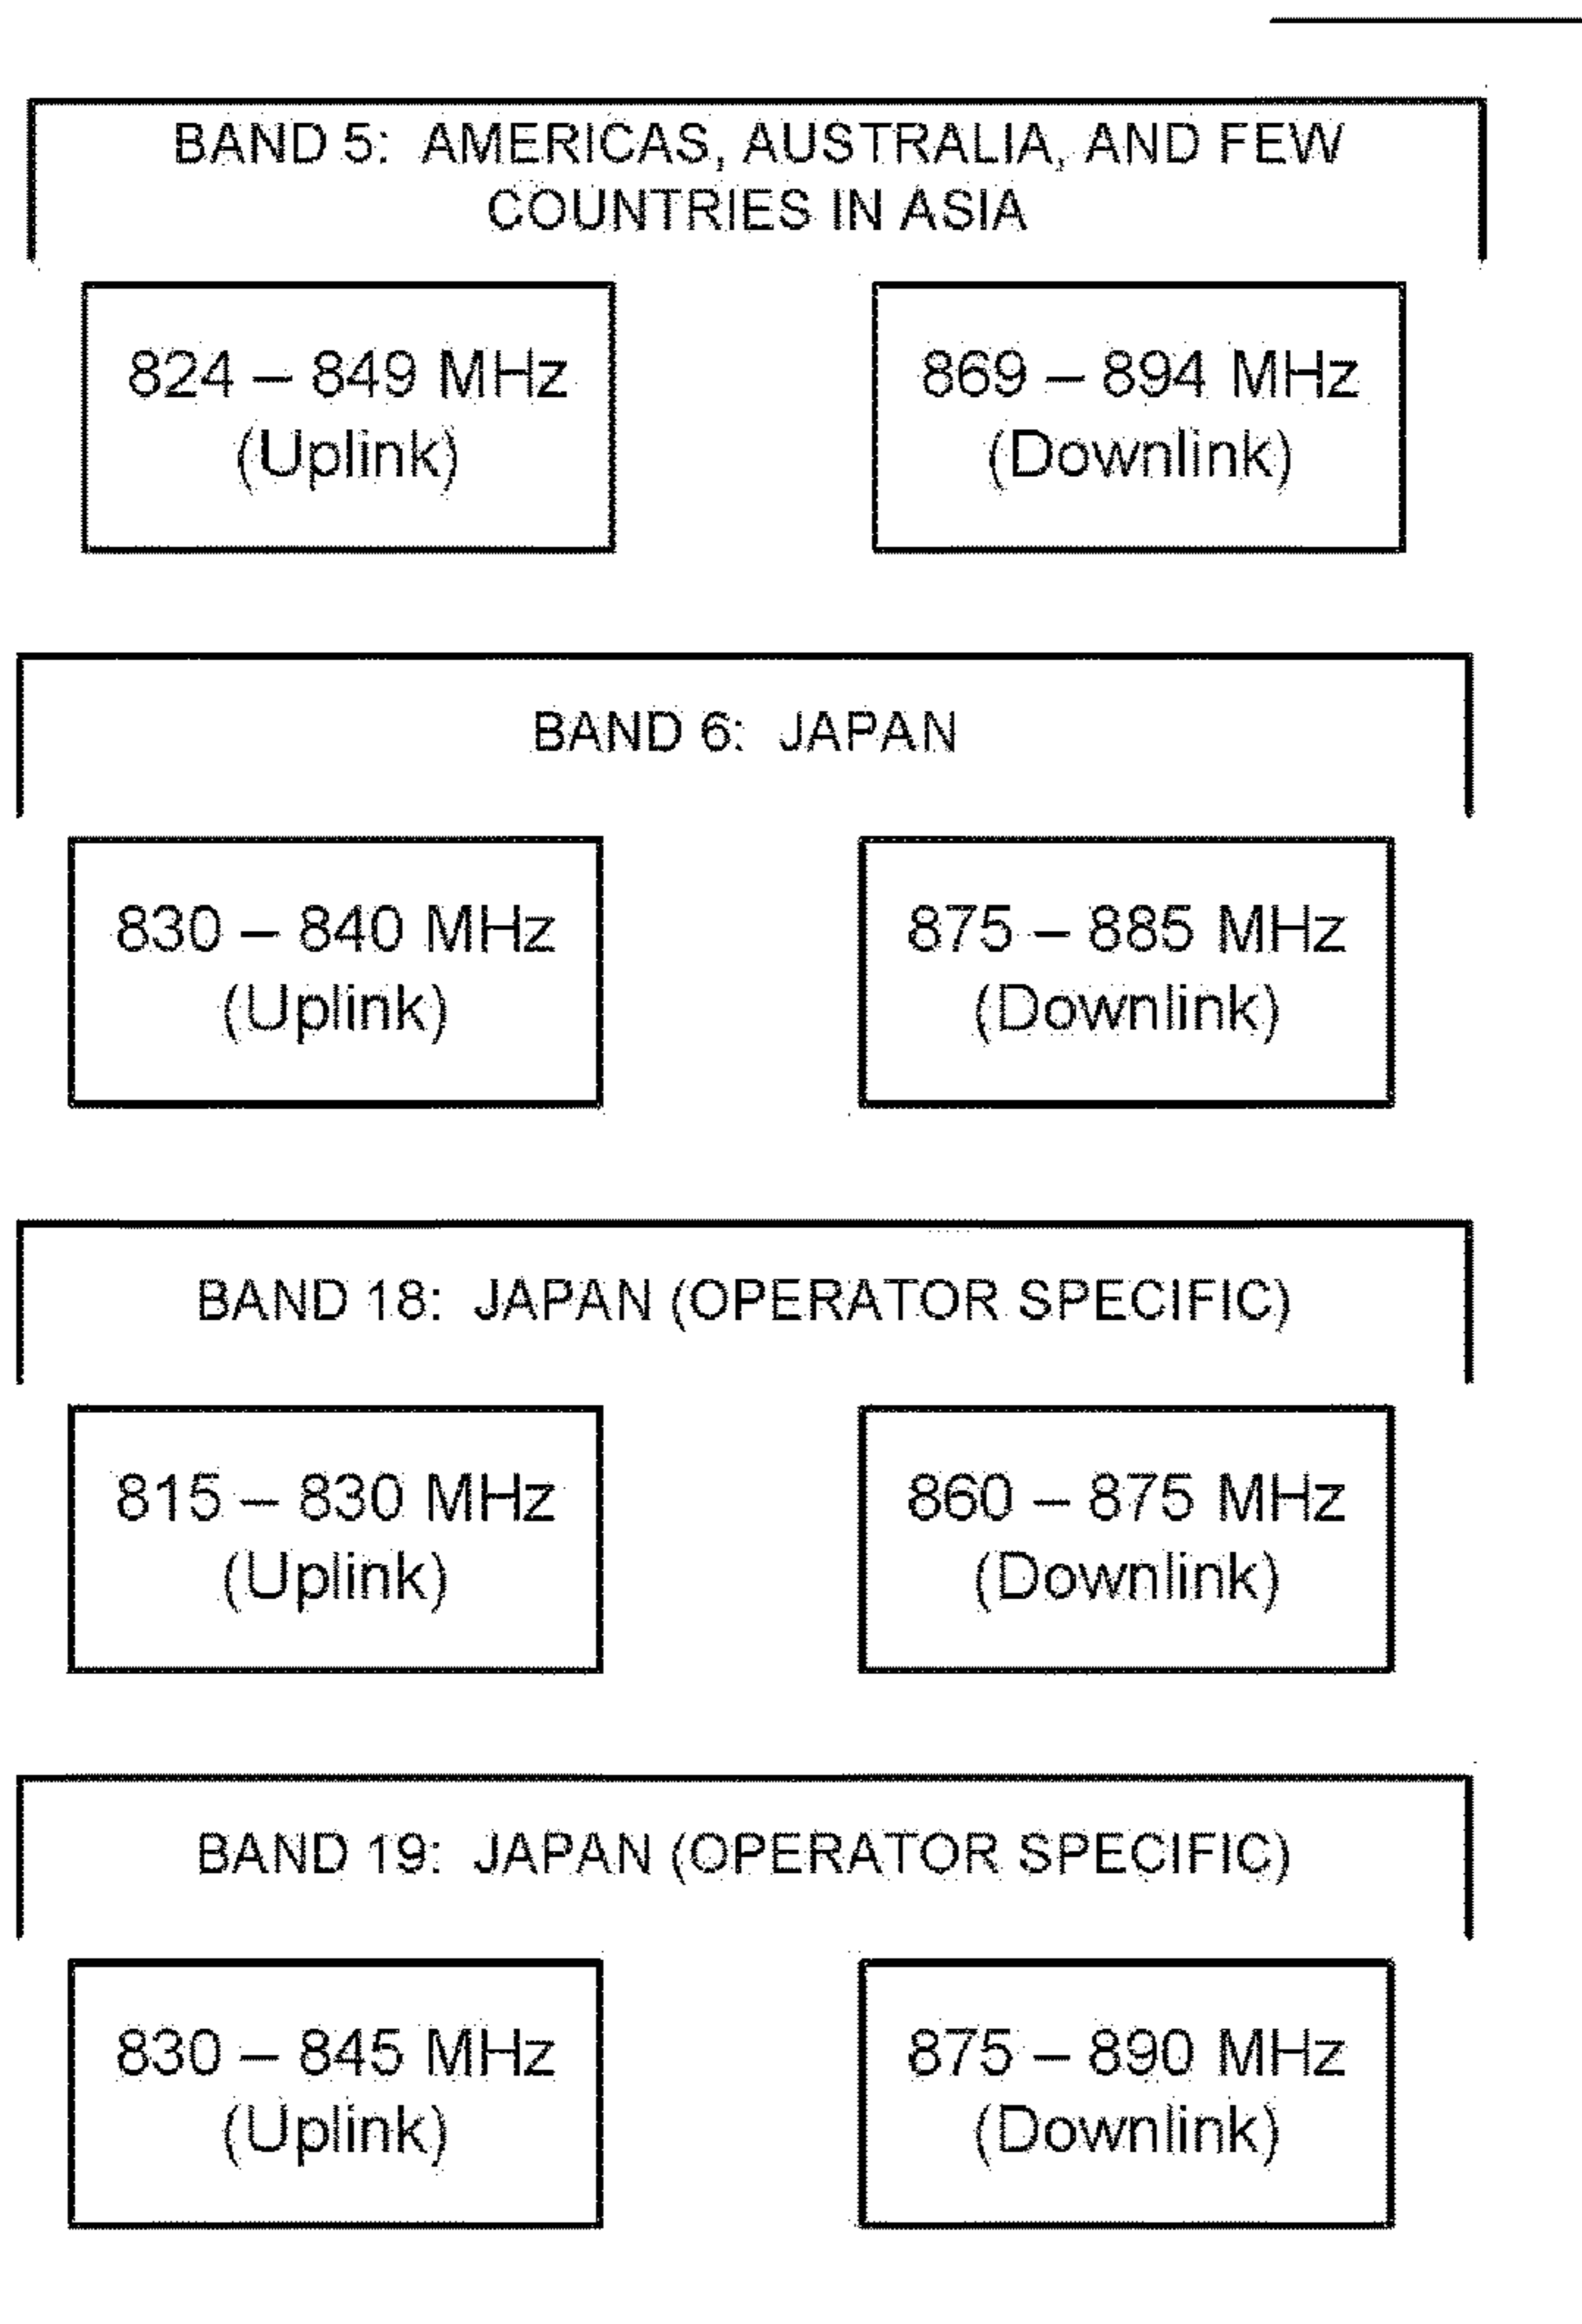 BAND 5: AMERICAS, AUSTRALIA, AND FEW
COUNTRIES IN ASIA
824 – 849 MHz
(Uplink)
869 – 894 MHz
(Downlink)
BAND 6: JAPAN
830 – 840 MHz
(Uplink)
875 – 885 MHz
(Downlink)
BAND 18: JAPAN (OPERATOR SPECIFIC)
815 – 830 MHz
(Uplink)
860 – 875 MHz
(Downlink)
BAND 19: JAPAN (OPERATOR SPECIFIC)
830 – 845 MHz
(Uplink)
875 – 890 MHz
(Downlink)